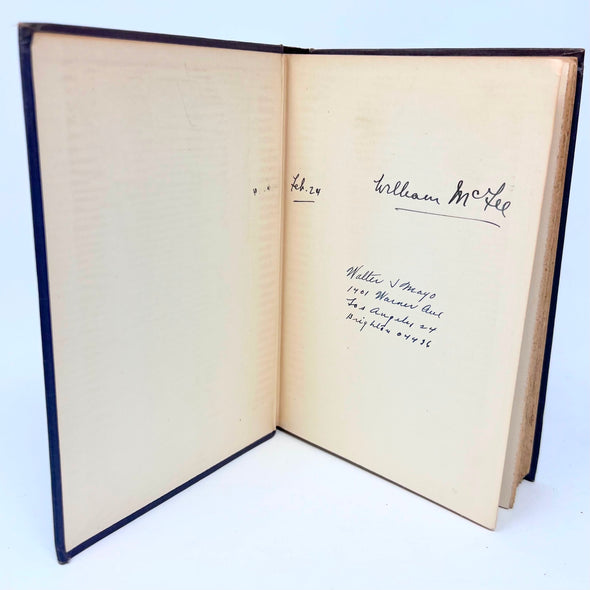 Feb. 24
William McFee
Walter J Mayo
1401 Warner Ave
Los Angeles 24
Brighton 04436